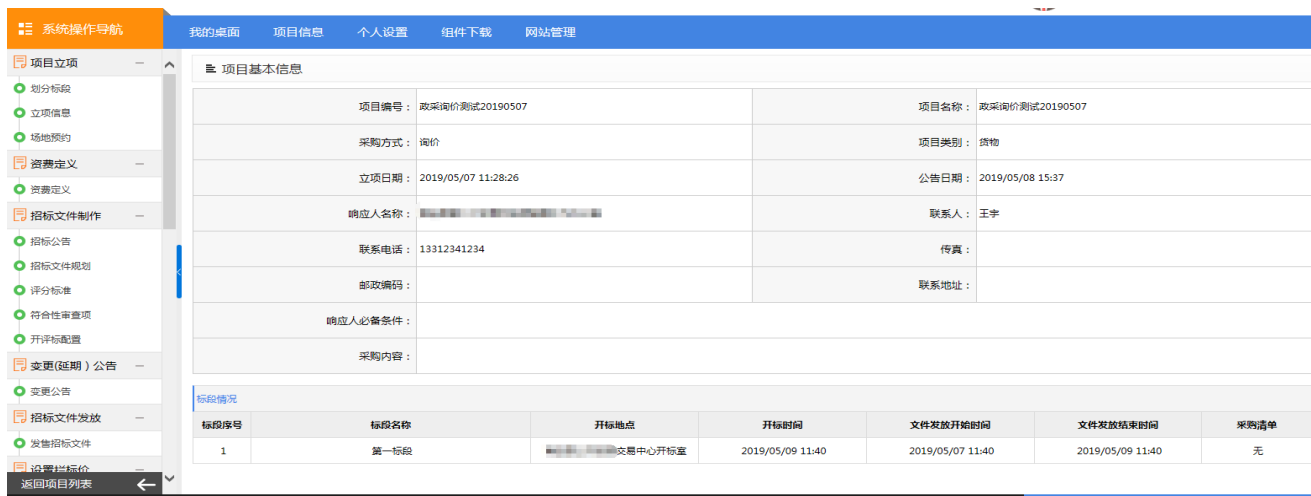 系统操作导航
我的桌面 项目信息 个人设置 组件下载 网站管理
项目立项
划分标段
立项信息
场地预约
资费定义
资费定义
招标文件制作
招标公告
招标文件规划
评分标准
符合性审查项
开评标配置
变更(延期）公告
变更公告
招标文件发放
发售招标文件
设置拦标价
返回项目列表
项目基本信息
项目编号： 政采询价测试20190507 项目名称： 政采询价测试20190507
采购方式： 询价 项目类别： 货物
立项日期： 2019/05/07 11:28:26 公告日期： 2019/05/08 15:37
响应人名称： 联系人： 王宇
联系电话： 13312341234 传真：
邮政编码： 联系地址：
响应人必备条件：
采购内容：
标段情况
标段序号 标段名称 开标地点 开标时间 文件发放开始时间 文件发放结束时间 采购清单
1 第一标段 交易中心开标室 2019/05/09 11:40 2019/05/07 11:40 2019/05/09 11:40 无